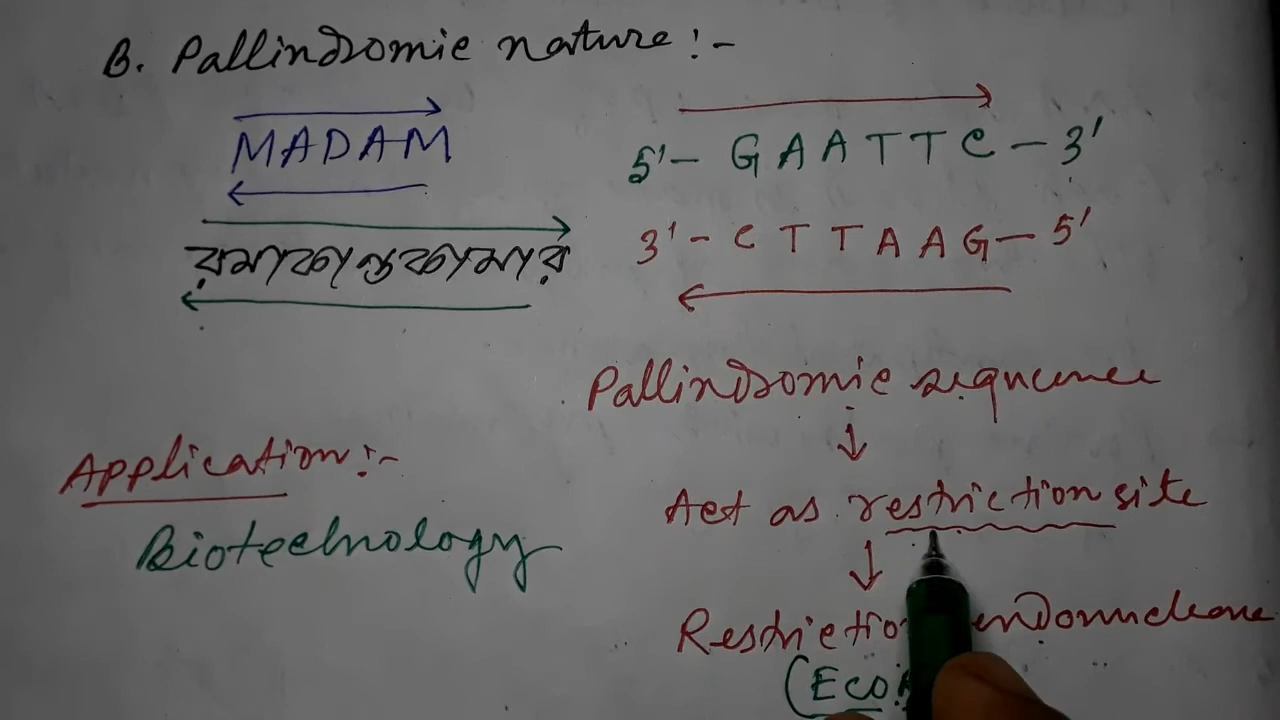 B. Pallindromic nature:-
MADAM
রমাকান্তকামার
5'- GAATTC - 3'
3'- CTTAAG - 5'
Pallindromic sequence
↓
Act as restriction site
↓
Restrictio endonuclease
(Eco
Application:-
Biotechnology